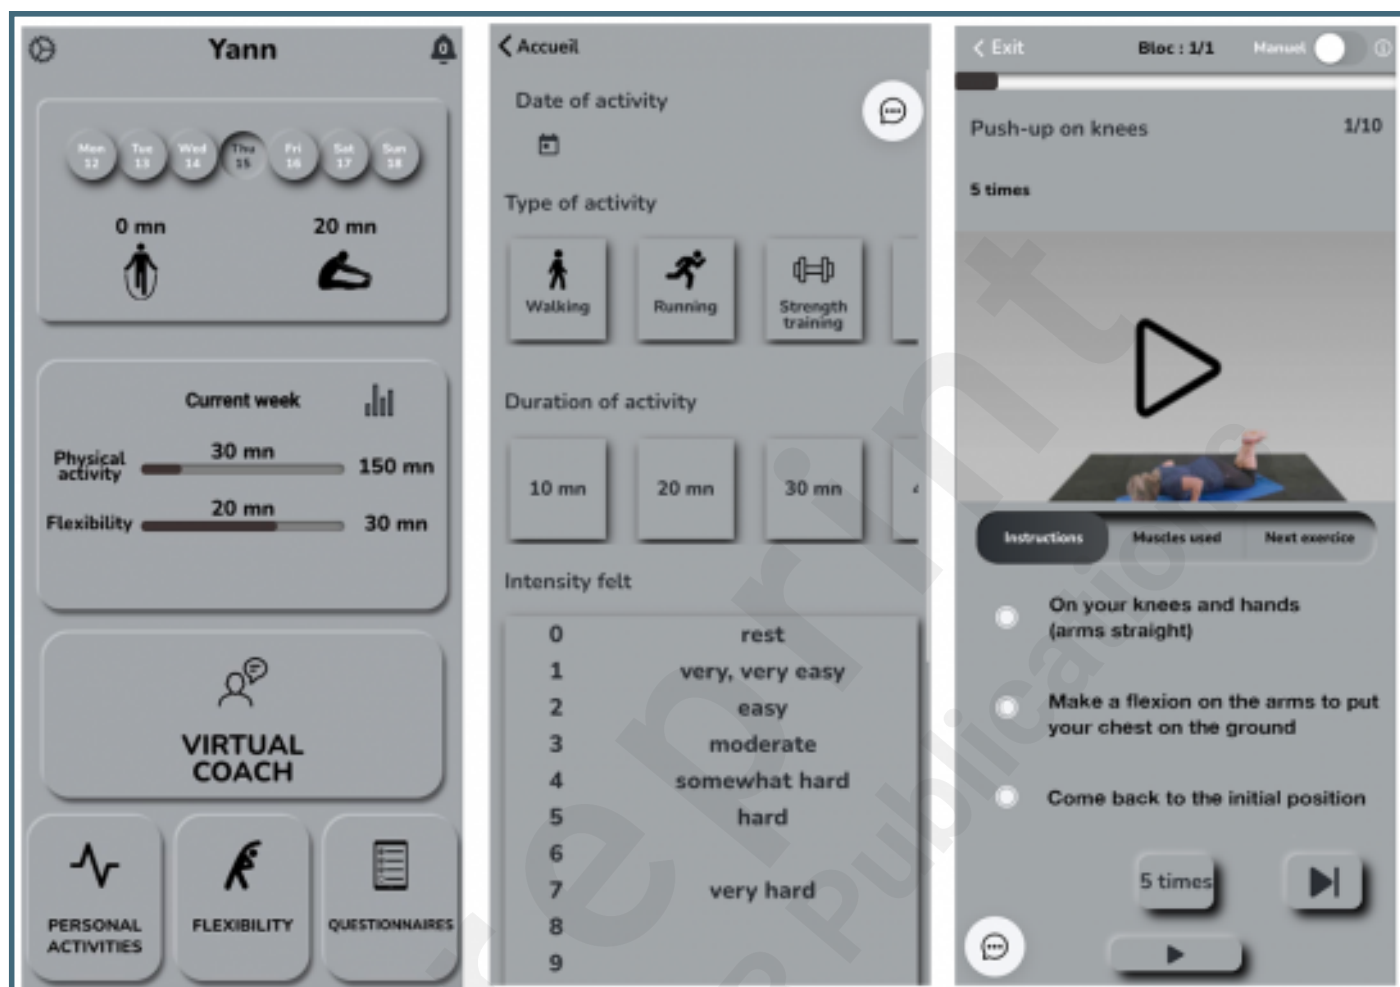 Yann
0
Mon
12
Tue
13
Wed
14
Thu
15
Fri
16
Sat
17
Sun
18
0 mn
20 mn
Current week
Physical
activity
30 mn
150 mn
Flexibility
20 mn
30 mn
VIRTUAL
COACH
PERSONAL
ACTIVITIES
FLEXIBILITY
QUESTIONNAIRES
Accueil
Date of activity
Type of activity
Walking
Running
Strength
training
Duration of activity
10 mn
20 mn
30 mn
Intensity felt
0 rest
1 very, very easy
2 easy
3 moderate
4 somewhat hard
5 hard
6
7 very hard
8
9
Exit
Bloc : 1/1
Manuel
Push-up on knees
1/10
5 times
Instructions
Muscles used
Next exercice
On your knees and hands
(arms straight)
Make a flexion on the arms to put
your chest on the ground
Come back to the initial position
5 times
reprint
Publications